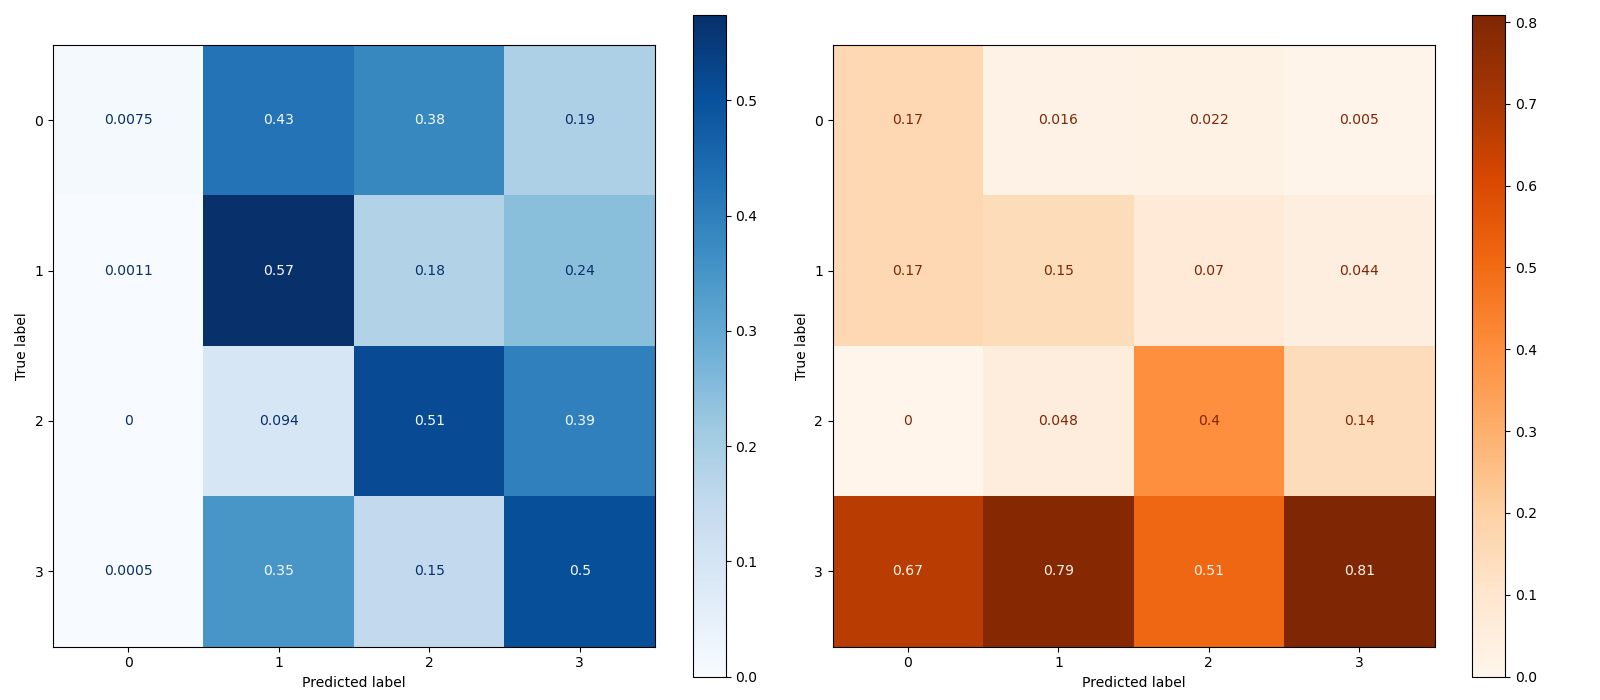 0 0.0075 0.43 0.38 0.19
1 0.0011 0.57 0.18 0.24
2 0 0.094 0.51 0.39
3 0.0005 0.35 0.15 0.5
0 1 2 3
True label
Predicted label
0.5
0.4
0.3
0.2
0.1
0.0
0 0.17 0.016 0.022 0.005
1 0.17 0.15 0.07 0.044
2 0 0.048 0.4 0.14
3 0.67 0.79 0.51 0.81
0 1 2 3
True label
Predicted label
0.8
0.7
0.6
0.5
0.4
0.3
0.2
0.1
0.0